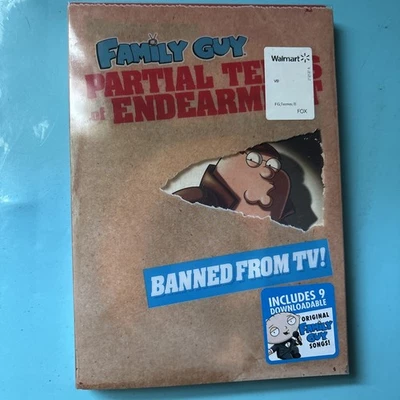 FAMILY GUY
Walmart
PARTIAL TE
of ENDEARM
FOX
BANNED FROM TV!
INCLUDES 9
DOWNLOADABLE
ORIGINAL
FAMILY
GUY
SONGS!